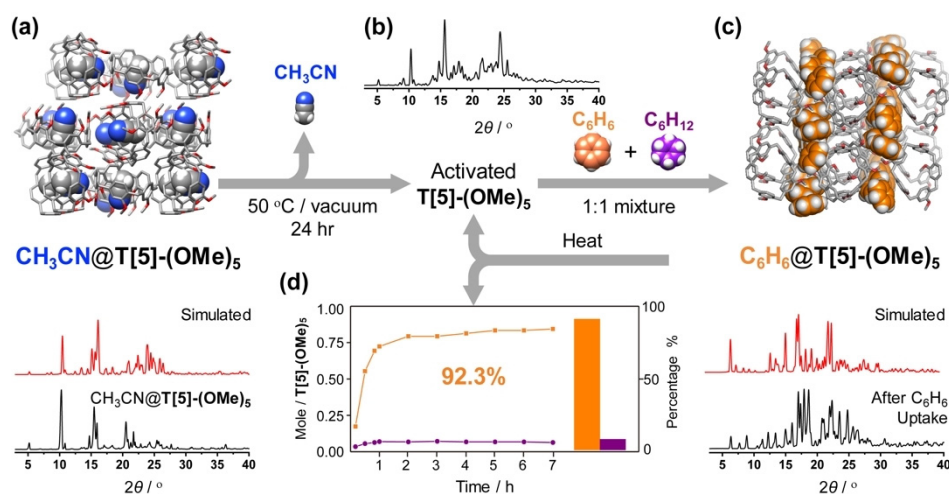 (a)
CH₃CN
50 °C / vacuum
24 hr
CH₃CN@T[5]-(OMe)₅
Simulated
CH₃CN@T[5]-(OMe)₅
5 10 15 20 25 30 35 40
2θ / °
(b)
3 5 10 15 20 25 30 35 40
2θ / °
Activated
T[5]-(OMe)₅
C₆H₆ + C₆H₁₂
1:1 mixture
Heat
(c)
C₆H₆@T[5]-(OMe)₅
Simulated
After C₆H₆
Uptake
5 10 15 20 25 30 35 40
2θ / °
(d)
Mole / T[5]-(OMe)₅
1.00
0.75
0.50
0.25
0.00
92.3%
1 2 3 4 5 6 7
Time / h
100
50
0
Percentage %